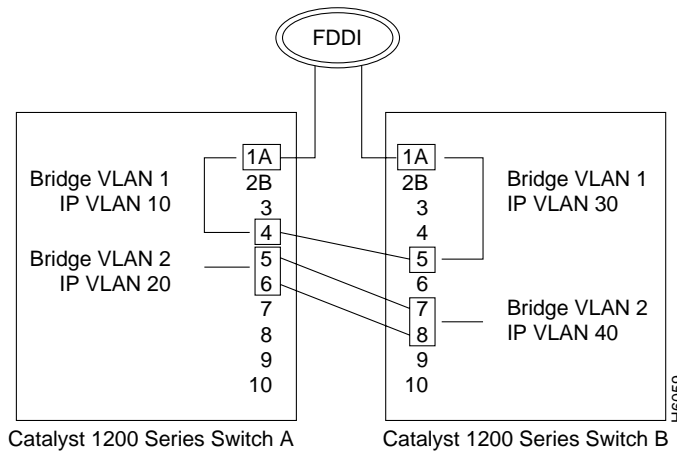 FDDI
Bridge VLAN 1
IP VLAN 10
Bridge VLAN 2
IP VLAN 20
1A
2B
3
4
5
6
7
8
9
10
1A
2B
3
4
5
6
7
8
9
10
Bridge VLAN 1
IP VLAN 30
Bridge VLAN 2
IP VLAN 40
H6059
Catalyst 1200 Series Switch A
Catalyst 1200 Series Switch B